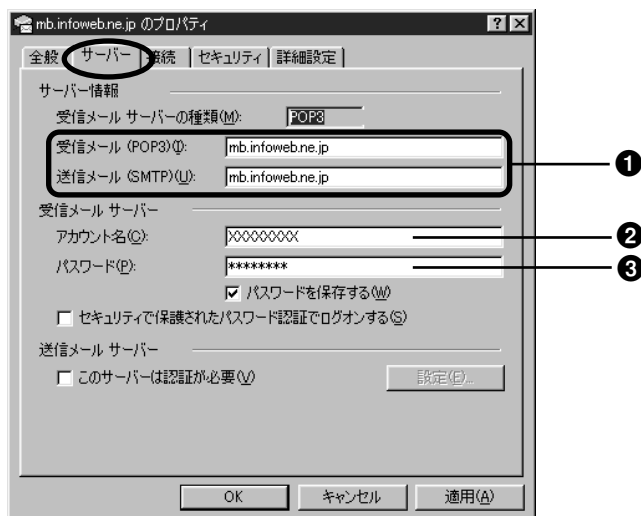 mb.infoweb.ne.jp のプロパティ
全般 サーバー 接続 セキュリティ 詳細設定
サーバー情報
受信メール サーバーの種類(M): POP3
受信メール (POP3)(I): mb.infoweb.ne.jp
❶
送信メール (SMTP)(U): mb.infoweb.ne.jp
受信メール サーバー
アカウント名(C): XXXXXXXXX ❷
パスワード(P): ******** ❸
パスワードを保存する(W)
セキュリティで保護されたパスワード認証でログオンする(S)
送信メール サーバー
このサーバーは認証が必要(V) 設定(E)...
OK キャンセル 適用(A)